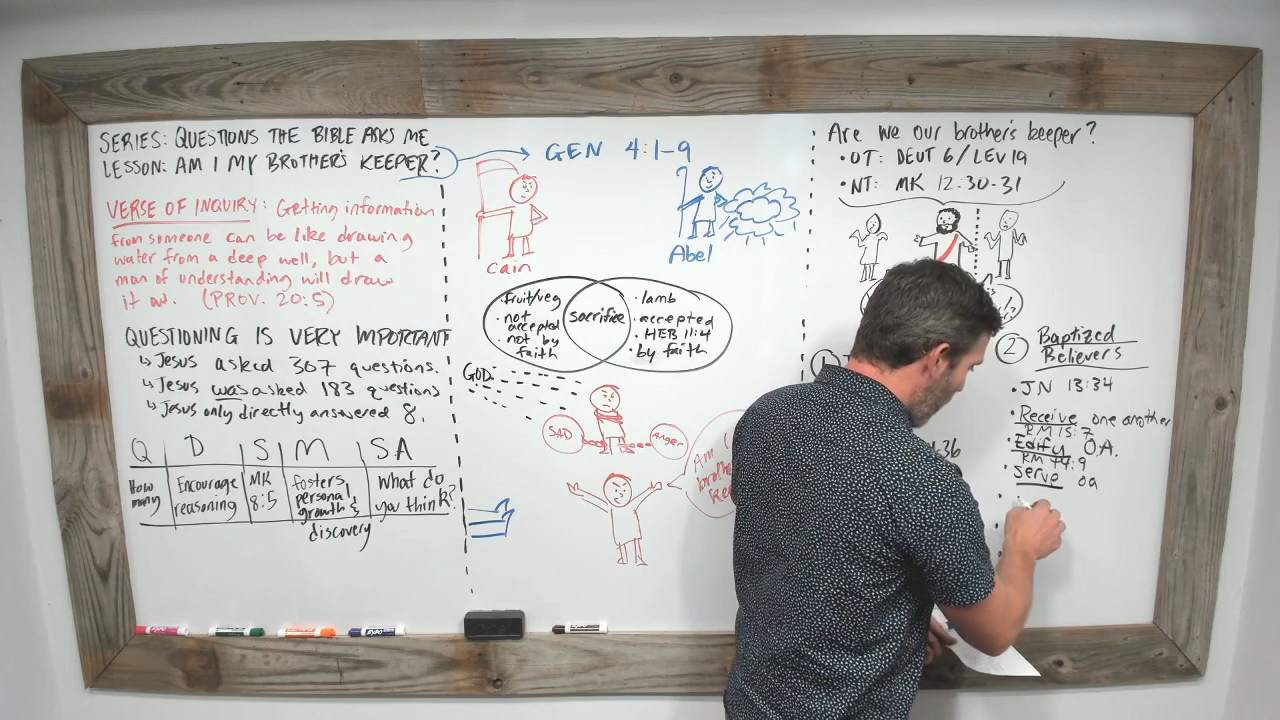 SERIES: QUESTIONS THE BIBLE ASKS ME
LESSON: AM I MY BROTHER'S KEEPER?
VERSE OF INQUIRY: Getting information
from someone can be like drawing
water from a deep well, but a
man of understanding will draw
it out. (PROV. 20:5)
QUESTIONING IS VERY IMPORTANT
↳ Jesus asked 307 questions.
↳ Jesus was asked 183 questions
↳ Jesus only directly answered 8.
Q D S M SA
How many
Encourage reasoning
MK 8:5
fosters personal growth & discovery
what do you think?
GEN 4:1-9
Cain
Abel
• fruit/veg
• not accepted
• not by faith
sacrifice
• lamb
• accepted
• HEB 11:4
• by faith
GOD
SAD
Anger
Am
Are we our brother's keeper?
• OT: DEUT 6/LEV 19
• NT: MK 12:30-31
1
2 Baptized
Believers
• JN 13:34
• Receive one another
RM 15:7
• Edify O.A.
RM 14:9
• Serve oa
EXPO
EXPO